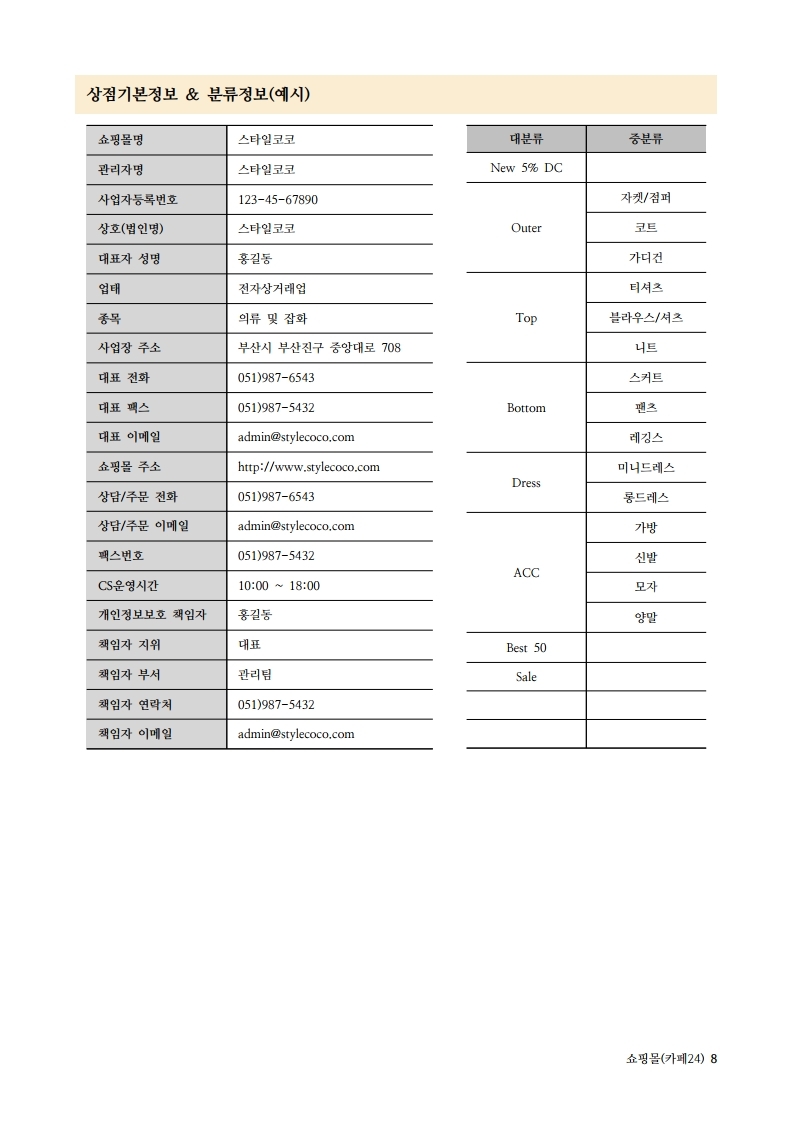 상점기본정보 & 분류정보(예시)
쇼핑몰명 스타일코코
관리자명 스타일코코
사업자등록번호 123-45-67890
상호(법인명) 스타일코코
대표자 성명 홍길동
업태 전자상거래업
종목 의류 및 잡화
사업장 주소 부산시 부산진구 중앙대로 708
대표 전화 051)987-6543
대표 팩스 051)987-5432
대표 이메일 admin@stylecoco.com
쇼핑몰 주소 http://www.stylecoco.com
상담/주문 전화 051)987-6543
상담/주문 이메일 admin@stylecoco.com
팩스번호 051)987-5432
CS운영시간 10:00 ~ 18:00
개인정보보호 책임자 홍길동
책임자 지위 대표
책임자 부서 관리팀
책임자 연락처 051)987-5432
책임자 이메일 admin@stylecoco.com
대분류 중분류
New 5% DC
Outer
자켓/점퍼
코트
가디건
Top
티셔츠
블라우스/셔츠
니트
Bottom
스커트
팬츠
레깅스
Dress
미니드레스
롱드레스
ACC
가방
신발
모자
양말
Best 50
Sale
쇼핑몰(카페24) 8